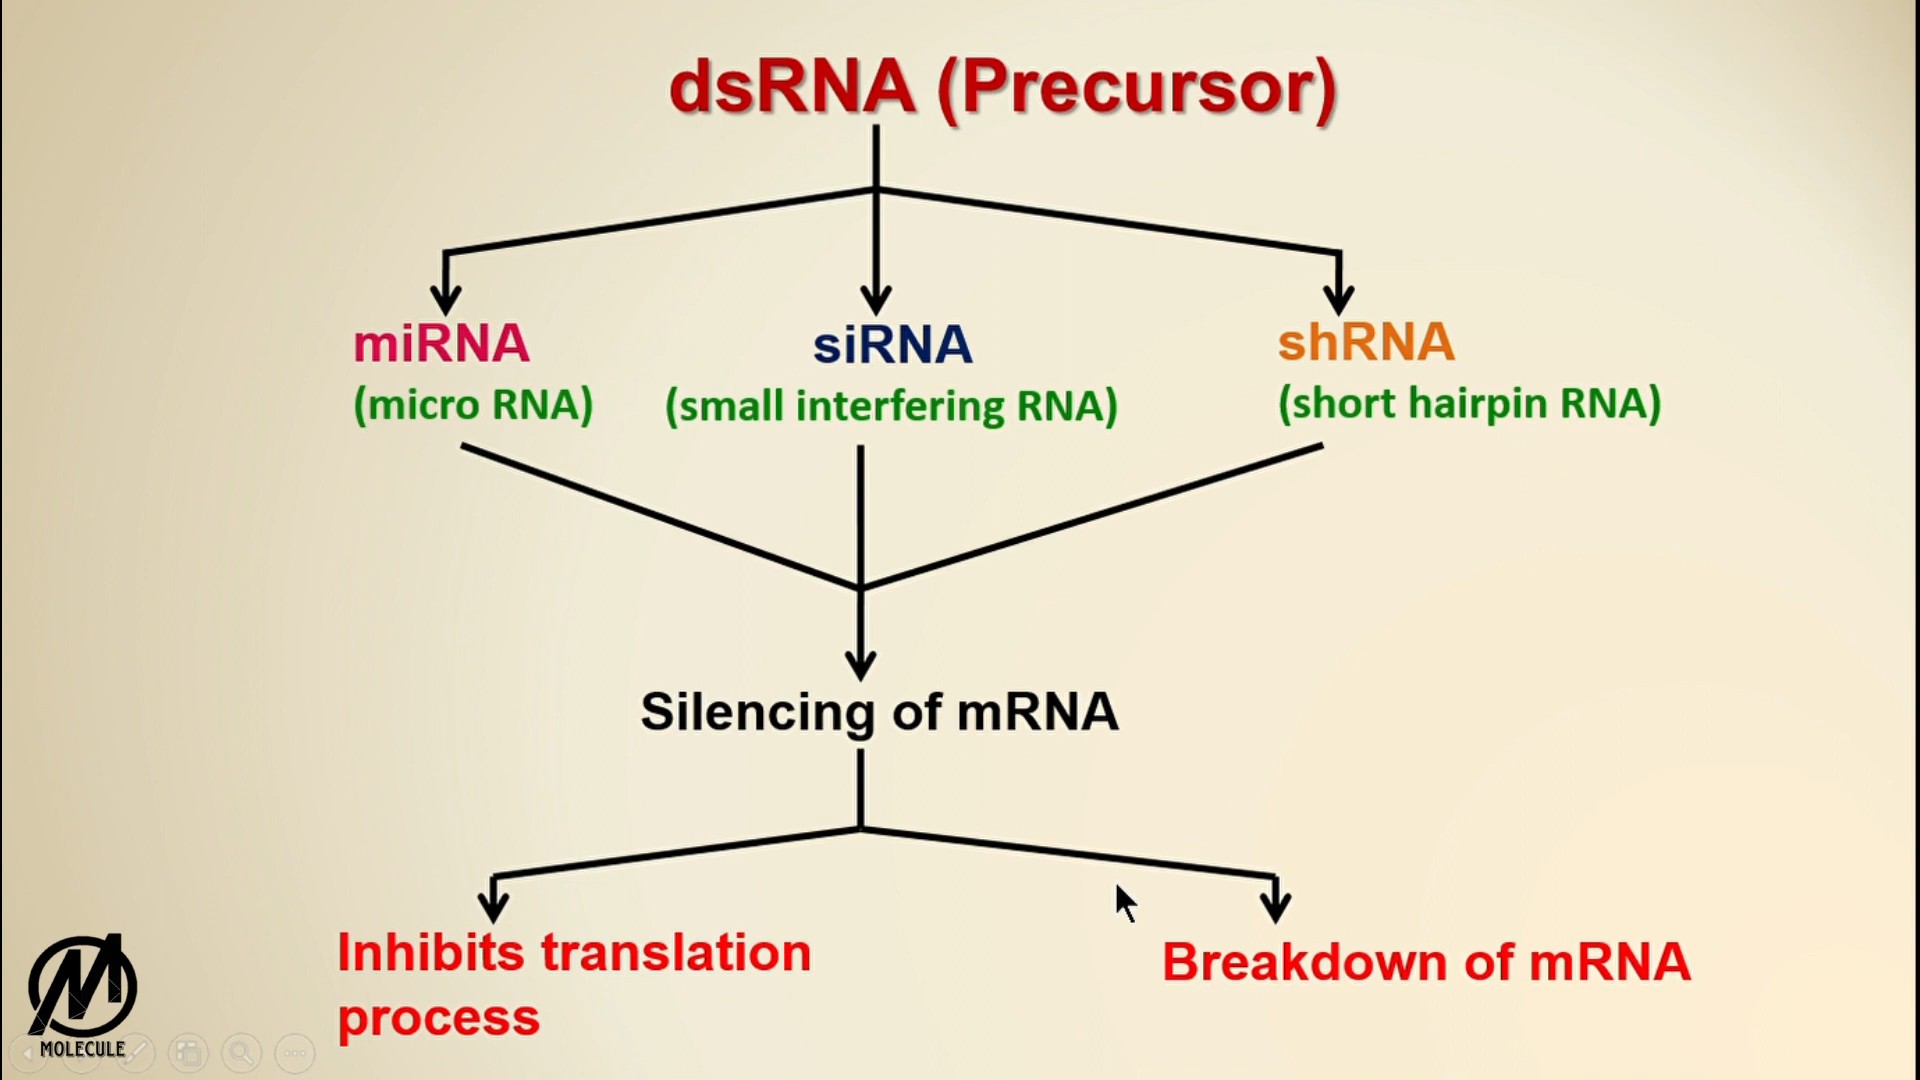 dsRNA (Precursor)
miRNA
(micro RNA)
siRNA
(small interfering RNA)
shRNA
(short hairpin RNA)
Silencing of mRNA
Inhibits translation
process
Breakdown of mRNA
MOLECULE